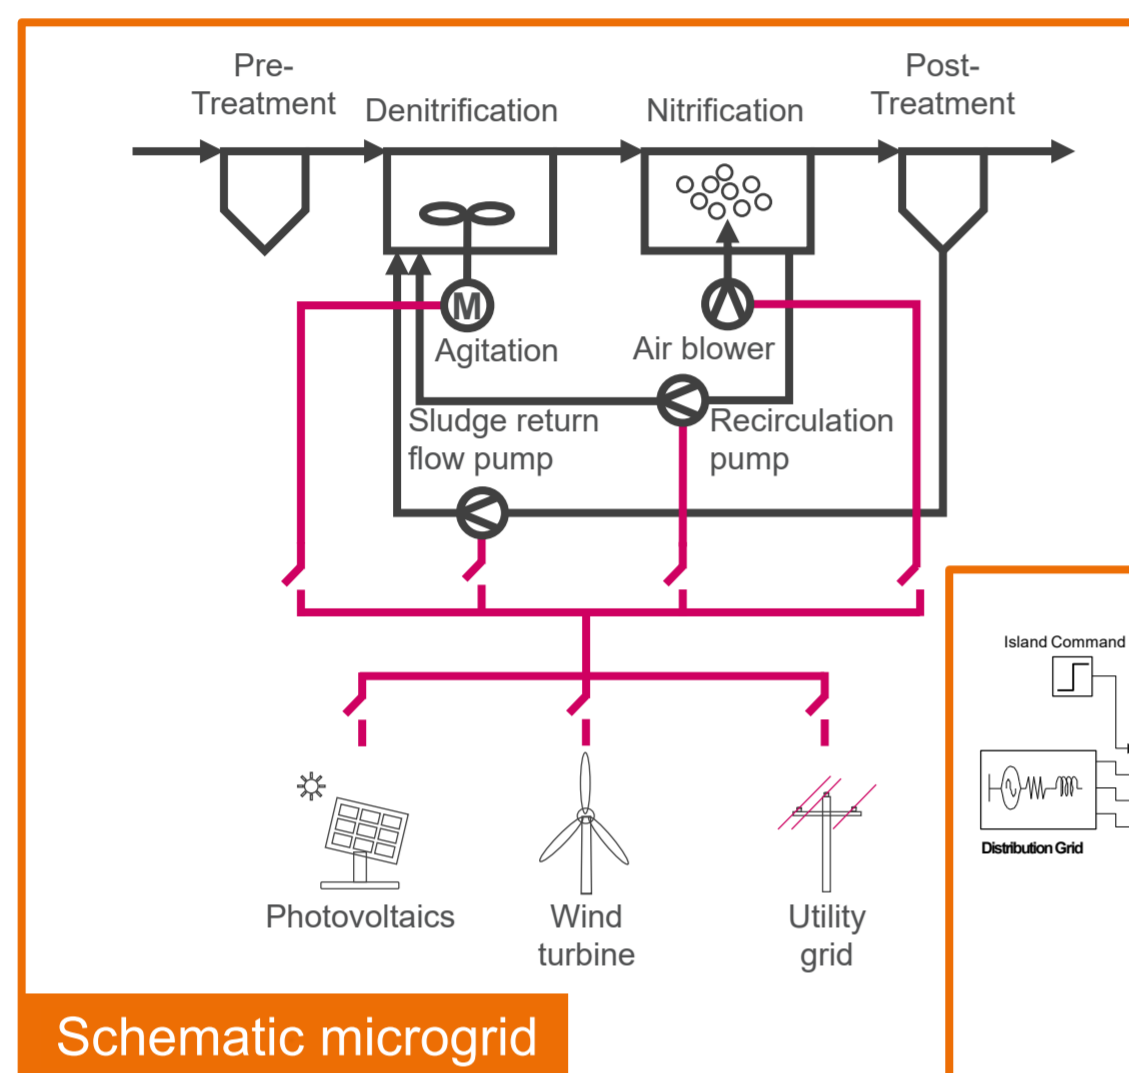 Pre-
Treatment
Denitrification
Nitrification
Post-
Treatment
M
Agitation
Air blower
Sludge return
flow pump
Recirculation
pump
Island Command
Distribution Grid
Photovoltaics
Wind
turbine
Utility
grid
Schematic microgrid